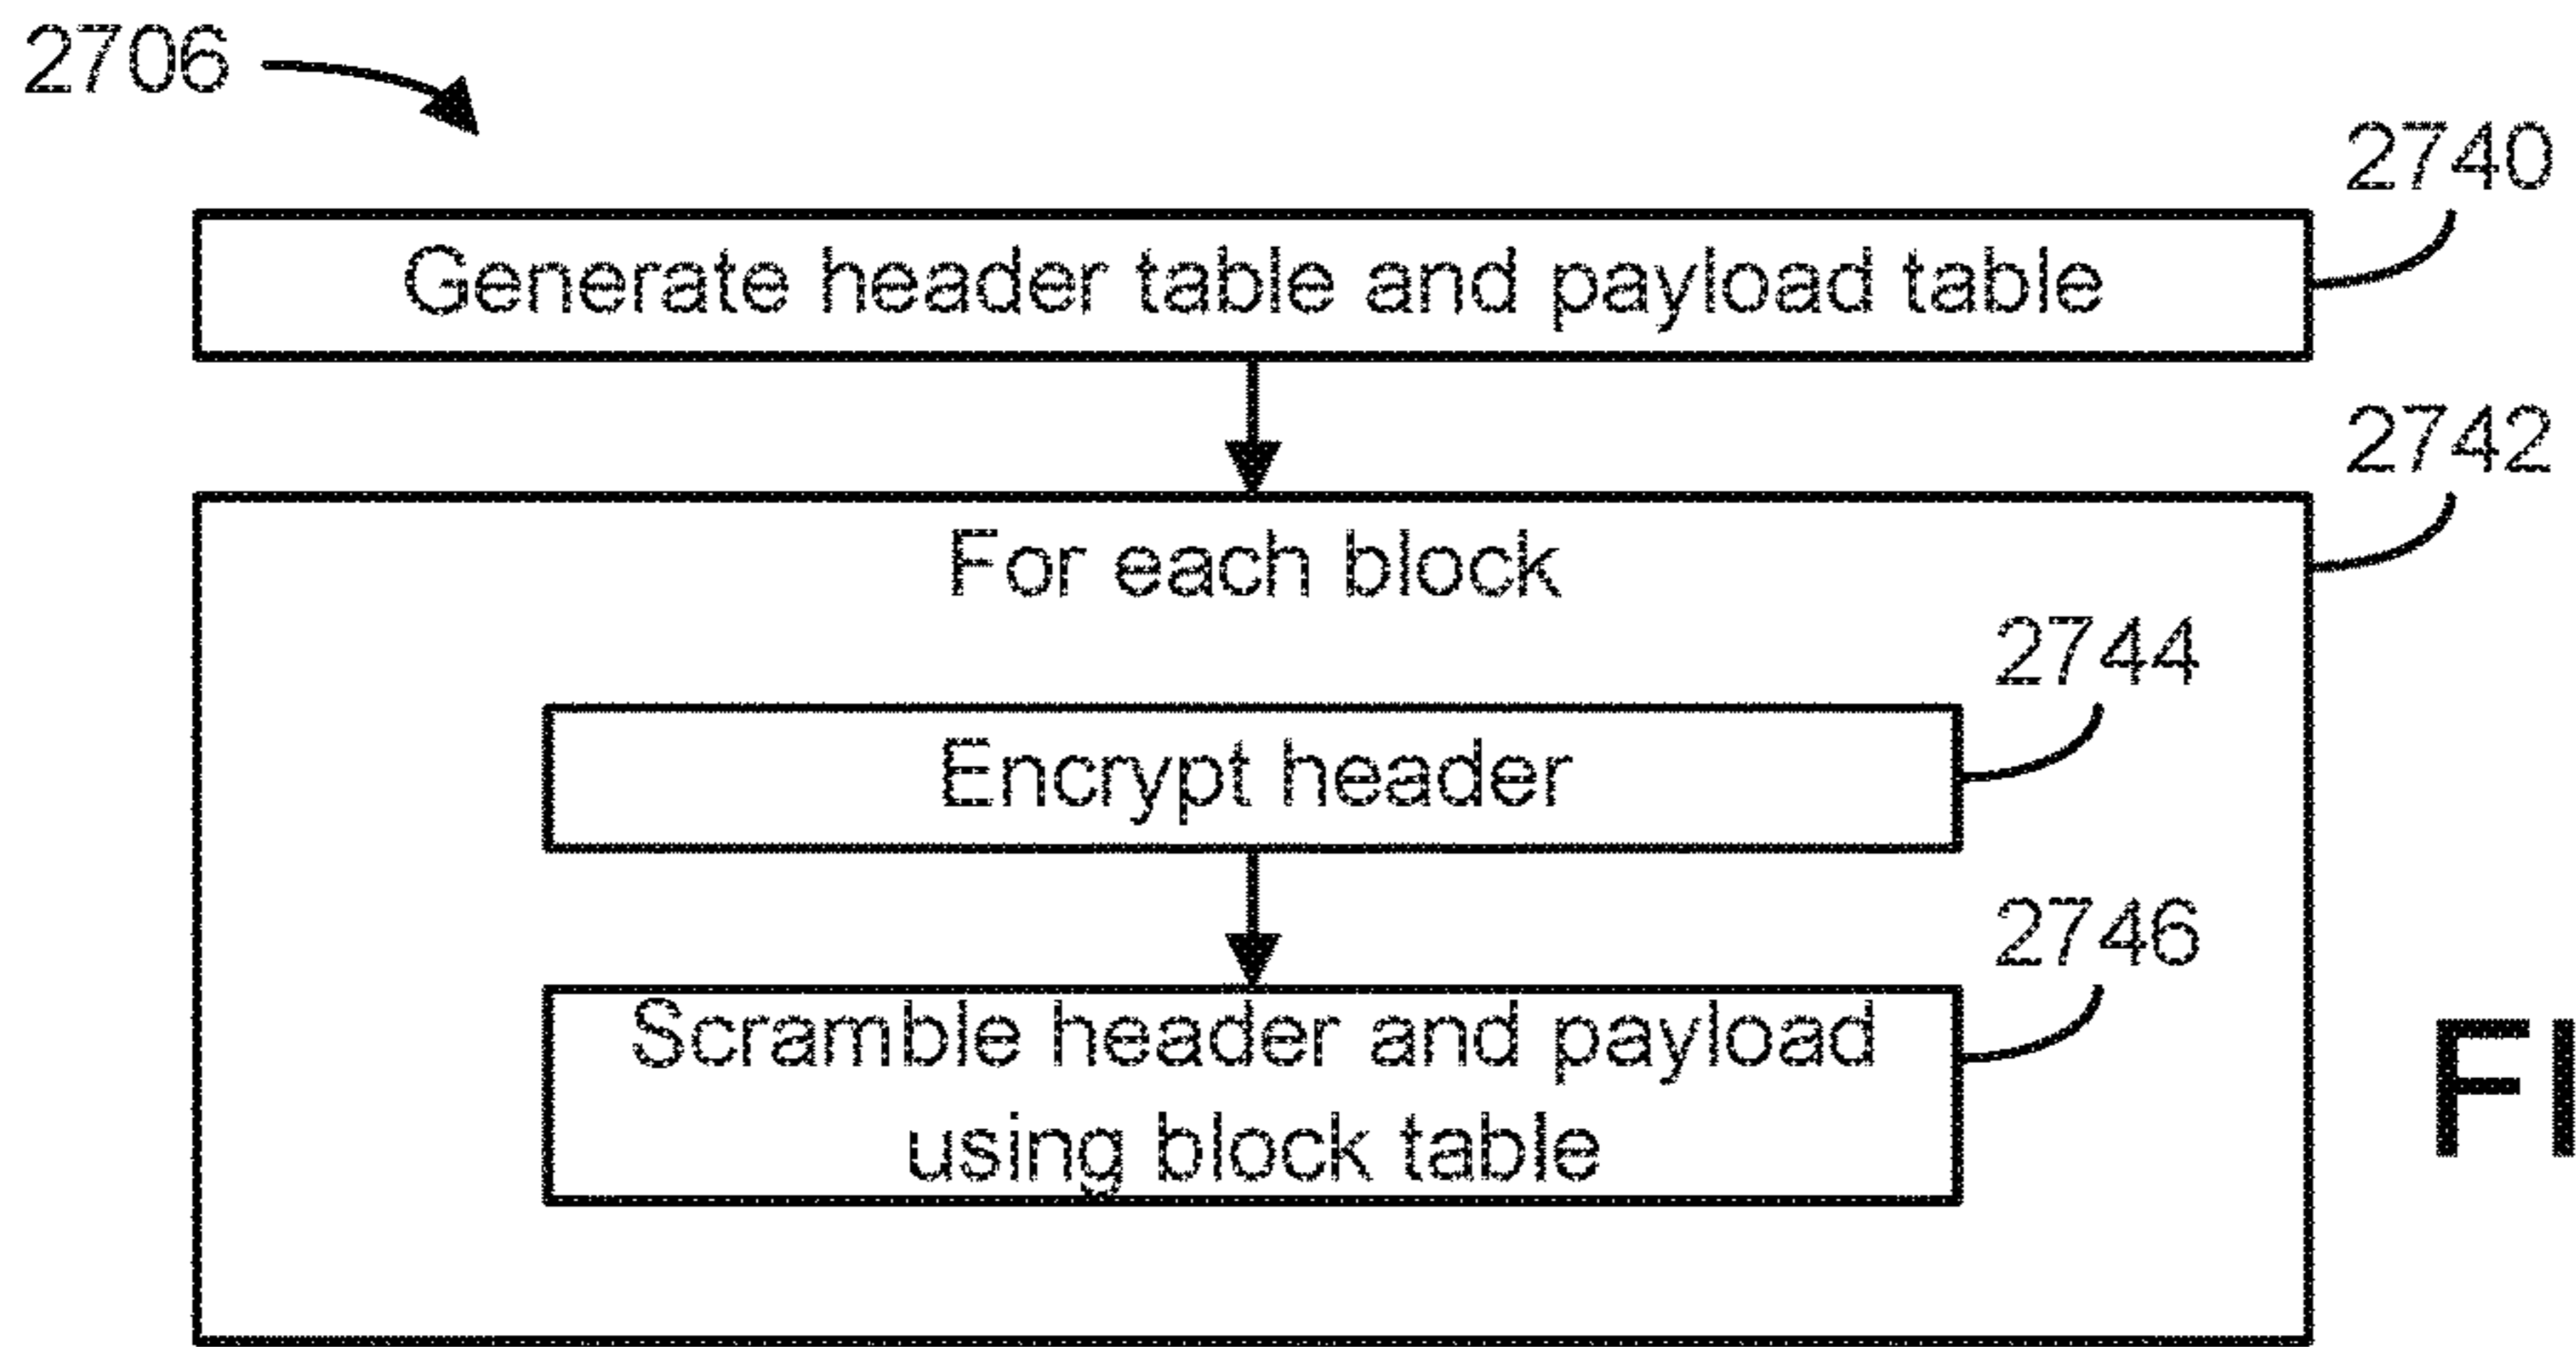 2706
2740
Generate header table and payload table
2742
For each block
2744
Encrypt header
2746
Scramble header and payload
using block table
FI